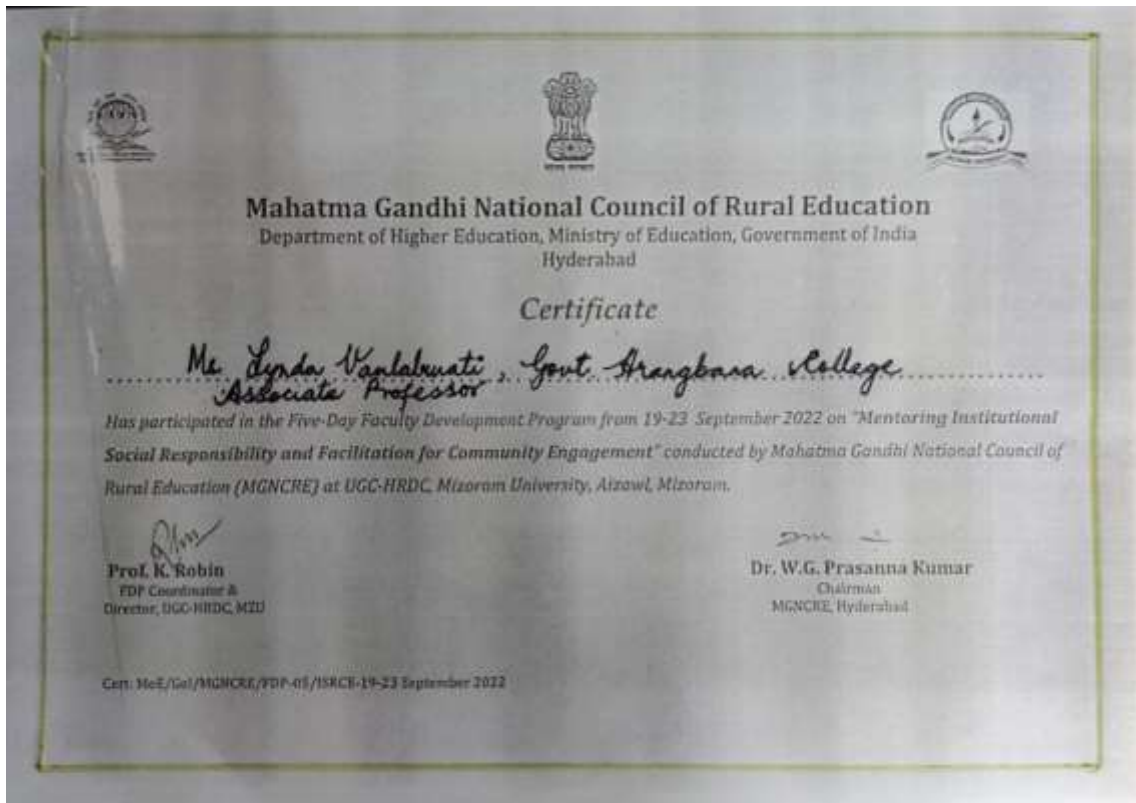 Mahatma Gandhi National Council of Rural Education
Department of Higher Education, Ministry of Education, Government of India
Hyderabad
Certificate
Lynda Vanlalruati, Govt. Hrangbana College
Associate Professor
Has participated in the Five-Day Faculty Development Program from 19-23 September 2022 on "Mentoring Institutional
Social Responsibility and Facilitation for Community Engagement" conducted by Mahatma Gandhi National Council of
Rural Education (MGNCRE) at UGC-HRDC, Mizoram University, Aizawl, Mizoram.
Prof. K. Robin
FDP Coordinator &
Director, UGC-HRDC, MZU
Dr. W.G. Prasanna Kumar
Chairman
MGNCRE, Hyderabad
Cert: MoE/GoI/MGNCRE/FDP-05/ISRCE-19-23 September 2022